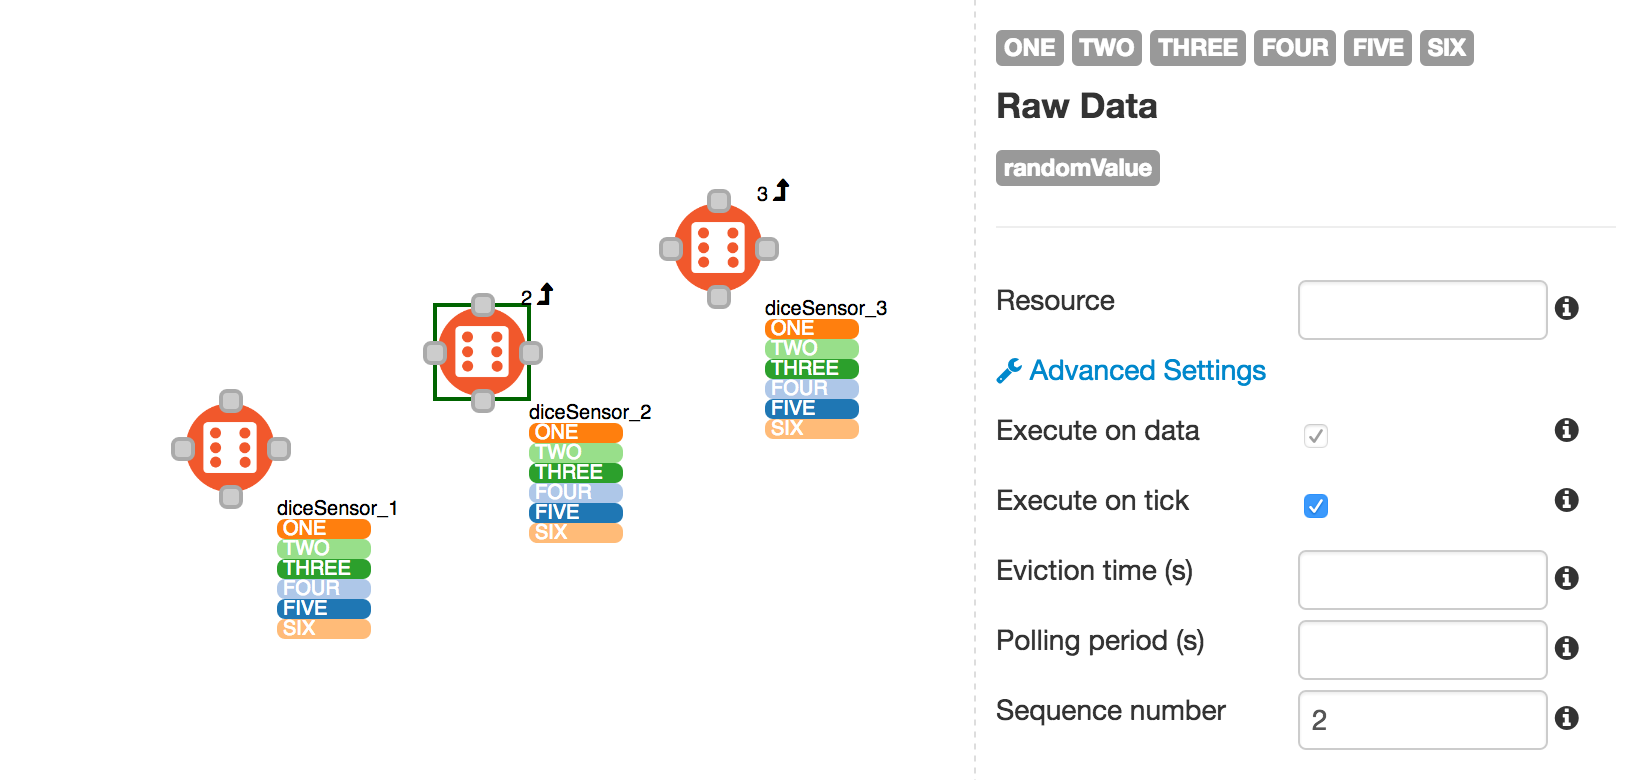 3
diceSensor_3
ONE
TWO
THREE
FOUR
FIVE
SIX
2
diceSensor_2
ONE
TWO
THREE
FOUR
FIVE
SIX
diceSensor_1
ONE
TWO
THREE
FOUR
FIVE
SIX
ONE TWO THREE FOUR FIVE SIX
Raw Data
randomValue
Resource
Advanced Settings
Execute on data
Execute on tick
Eviction time (s)
Polling period (s)
Sequence number 2